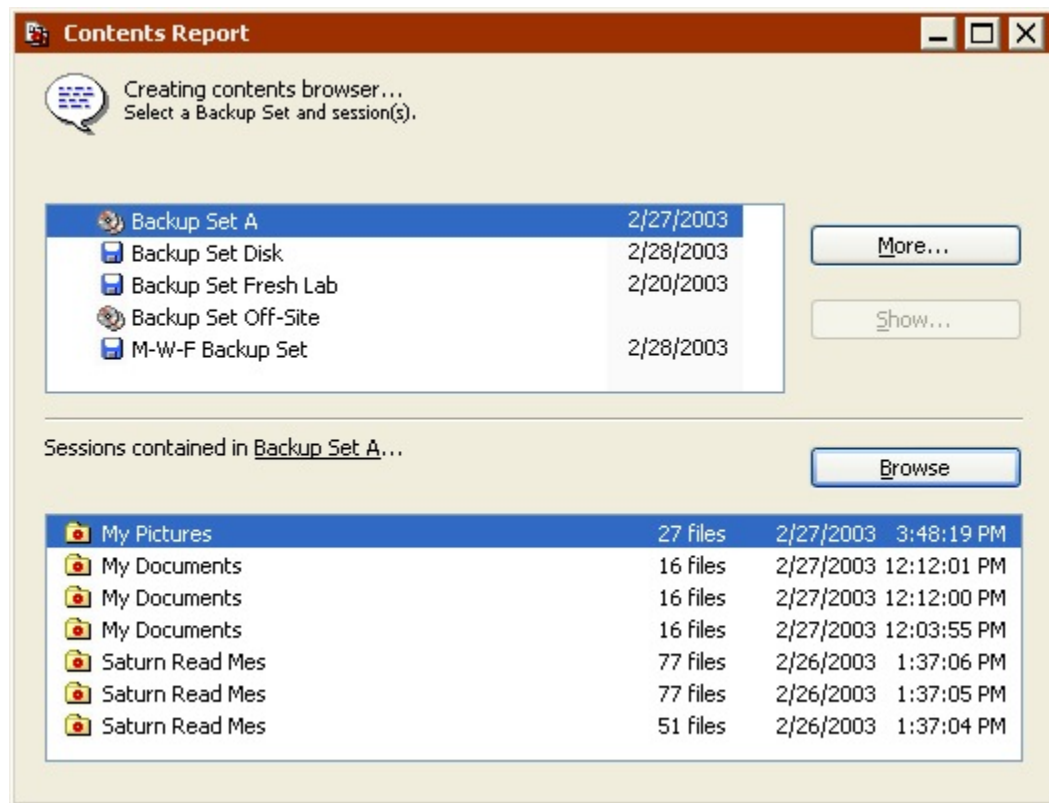 Contents Report
Creating contents browser...
Select a Backup Set and session(s).
Backup Set A 2/27/2003
Backup Set Disk 2/28/2003
Backup Set Fresh Lab 2/20/2003
Backup Set Off-Site
M-W-F Backup Set 2/28/2003
More...
Show...
Sessions contained in Backup Set A...
Browse
My Pictures 27 files 2/27/2003 3:48:19 PM
My Documents 16 files 2/27/2003 12:12:01 PM
My Documents 16 files 2/27/2003 12:12:00 PM
My Documents 16 files 2/27/2003 12:03:55 PM
Saturn Read Mes 77 files 2/26/2003 1:37:06 PM
Saturn Read Mes 77 files 2/26/2003 1:37:05 PM
Saturn Read Mes 51 files 2/26/2003 1:37:04 PM